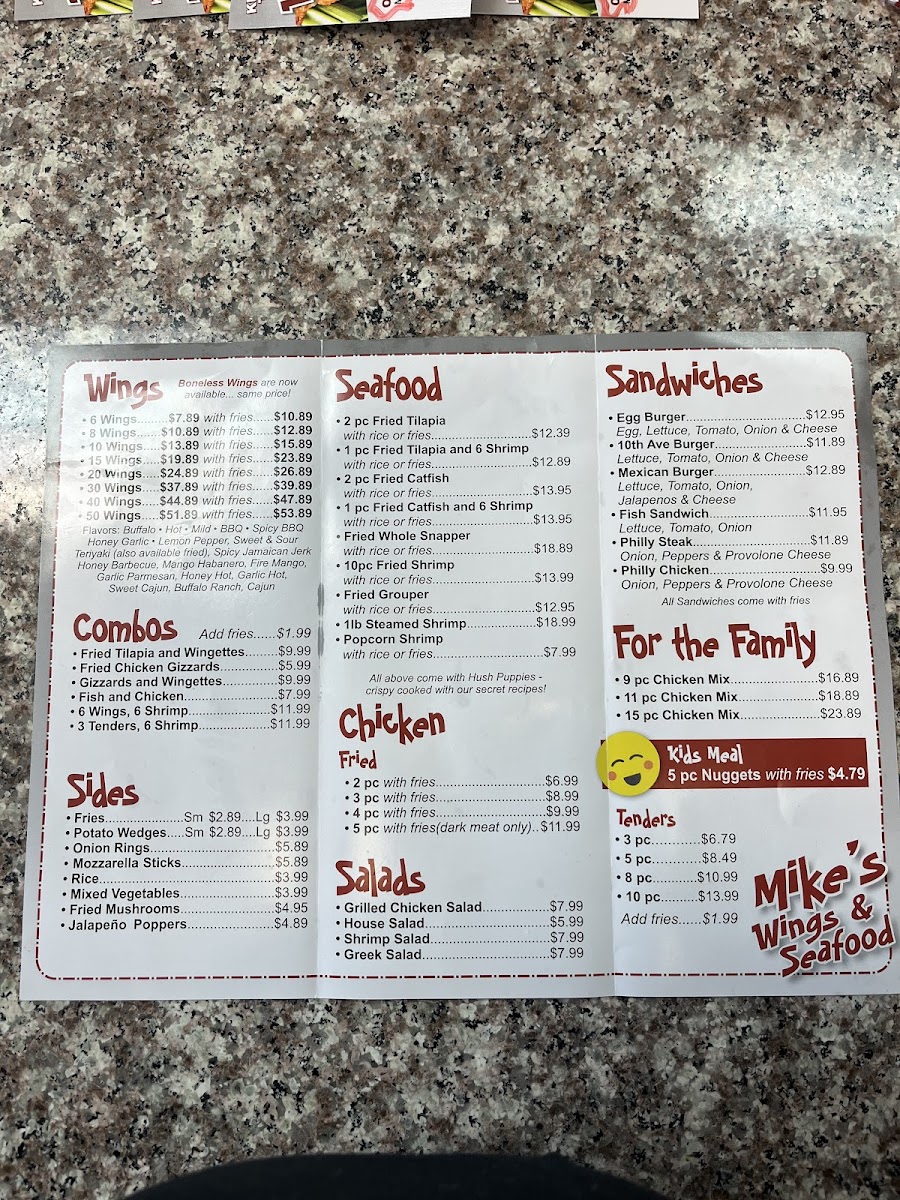 Wings
Boneless Wings are now
available... same price!
• 6 Wings........$7.89 with fries......$10.89
• 8 Wings......$10.89 with fries......$12.89
• 10 Wings.....$13.89 with fries......$15.89
• 15 Wings.....$19.89 with fries......$23.89
• 20 Wings.....$24.89 with fries......$26.89
• 30 Wings.....$37.89 with fries......$39.89
• 40 Wings.....$44.89 with fries......$47.89
• 50 Wings.....$51.89 with fries......$53.89
Flavors: Buffalo • Hot • Mild • BBQ • Spicy BBQ
Honey Garlic • Lemon Pepper, Sweet & Sour
Teriyaki (also available fried), Spicy Jamaican Jerk
Honey Barbecue, Mango Habanero, Fire Mango,
Garlic Parmesan, Honey Hot, Garlic Hot,
Sweet Cajun, Buffalo Ranch, Cajun
Combos
Add fries......$1.99
• Fried Tilapia and Wingettes........$9.99
• Fried Chicken Gizzards..............$5.99
• Gizzards and Wingettes.............$9.99
• Fish and Chicken......................$7.99
• 6 Wings, 6 Shrimp...................$11.99
• 3 Tenders, 6 Shrimp.................$11.99
Sides
• Fries...................Sm $2.89....Lg $3.99
• Potato Wedges.....Sm $2.89....Lg $3.99
• Onion Rings.............................$5.89
• Mozzarella Sticks......................$5.89
• Rice.........................................$3.99
• Mixed Vegetables......................$3.99
• Fried Mushrooms......................$4.95
• Jalapeño Poppers.....................$4.89
Seafood
• 2 pc Fried Tilapia
with rice or fries.......................$12.39
• 1 pc Fried Tilapia and 6 Shrimp
with rice or fries.......................$12.89
• 2 pc Fried Catfish
with rice or fries.......................$13.95
• 1 pc Fried Catfish and 6 Shrimp
with rice or fries.......................$13.95
• Fried Whole Snapper
with rice or fries.......................$18.89
• 10pc Fried Shrimp
with rice or fries.......................$13.99
• Fried Grouper
with rice or fries.......................$12.95
• 1lb Steamed Shrimp................$18.99
• Popcorn Shrimp
with rice or fries.........................$7.99
All above come with Hush Puppies -
crispy cooked with our secret recipes!
Chicken
Fried
• 2 pc with fries..........................$6.99
• 3 pc with fries..........................$8.99
• 4 pc with fries..........................$9.99
• 5 pc with fries(dark meat only)..$11.99
Salads
• Grilled Chicken Salad................$7.99
• House Salad.............................$5.99
• Shrimp Salad............................$7.99
• Greek Salad..............................$7.99
Sandwiches
• Egg Burger.............................$12.95
Egg, Lettuce, Tomato, Onion & Cheese
• 10th Ave Burger......................$11.89
Lettuce, Tomato, Onion & Cheese
• Mexican Burger......................$12.89
Lettuce, Tomato, Onion,
Jalapenos & Cheese
• Fish Sandwich........................$11.95
Lettuce, Tomato, Onion
• Philly Steak............................$11.89
Onion, Peppers & Provolone Cheese
• Philly Chicken..........................$9.99
Onion, Peppers & Provolone Cheese
All Sandwiches come with fries
For the Family
• 9 pc Chicken Mix....................$16.89
• 11 pc Chicken Mix...................$18.89
• 15 pc Chicken Mix...................$23.89
Kids Meal
5 pc Nuggets with fries $4.79
Tenders
• 3 pc............$6.79
• 5 pc............$8.49
• 8 pc..........$10.99
• 10 pc.........$13.99
Add fries......$1.99
Mike's
Wings &
Seafood